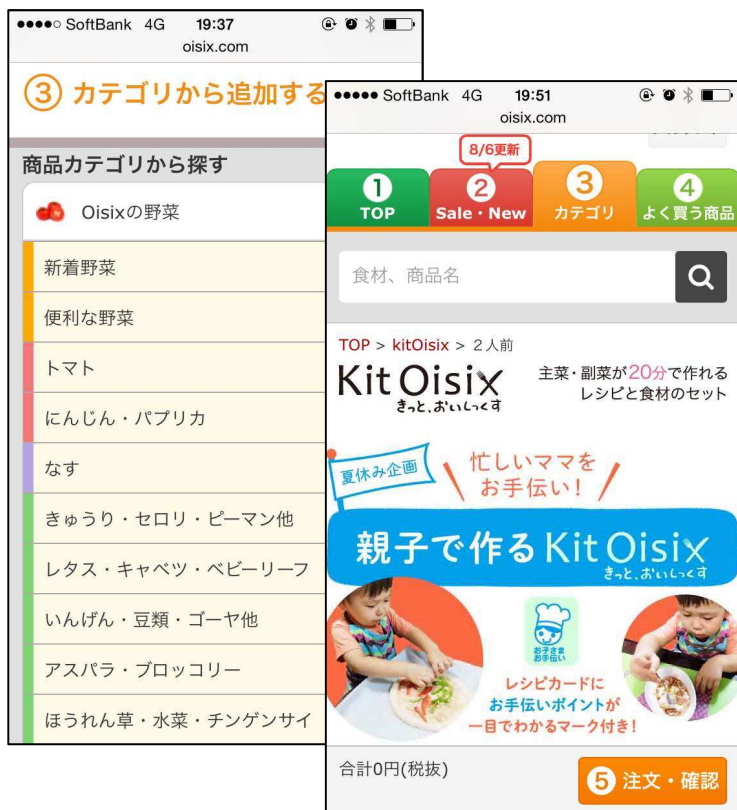 ●●●●○ SoftBank 4G 19:37
oisix.com
③ カテゴリから追加する
商品カテゴリから探す
Oisixの野菜
新着野菜
便利な野菜
トマト
にんじん・パプリカ
なす
きゅうり・セロリ・ピーマン他
レタス・キャベツ・ベビーリーフ
いんげん・豆類・ゴーヤ他
アスパラ・ブロッコリー
ほうれん草・水菜・チンゲンサイ
●●●●● SoftBank 4G 19:51
oisix.com
8/6更新
1 TOP
2 Sale・New
3 カテゴリ
4 よく買う商品
食材、商品名
TOP > kitOisix > 2人前
Kit Oisix
きっと、おいしっくす
主菜・副菜が20分で作れる
レシピと食材のセット
夏休み企画
忙しいママを
お手伝い!
親子で作る Kit Oisix
きっと、おいしっくす
お子さま
お手伝い
レシピカードに
お手伝いポイントが
一目でわかるマーク付き!
合計0円(税抜)
5 注文・確認